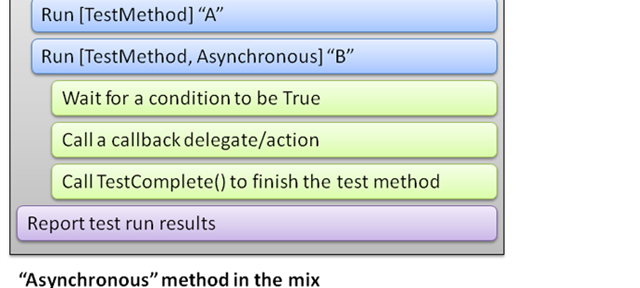 Run [TestMethod] “A”
Run [TestMethod, Asynchronous] “B”
Wait for a condition to be True
Call a callback delegate/action
Call TestComplete() to finish the test method
Report test run results
“Asynchronous” method in the mix